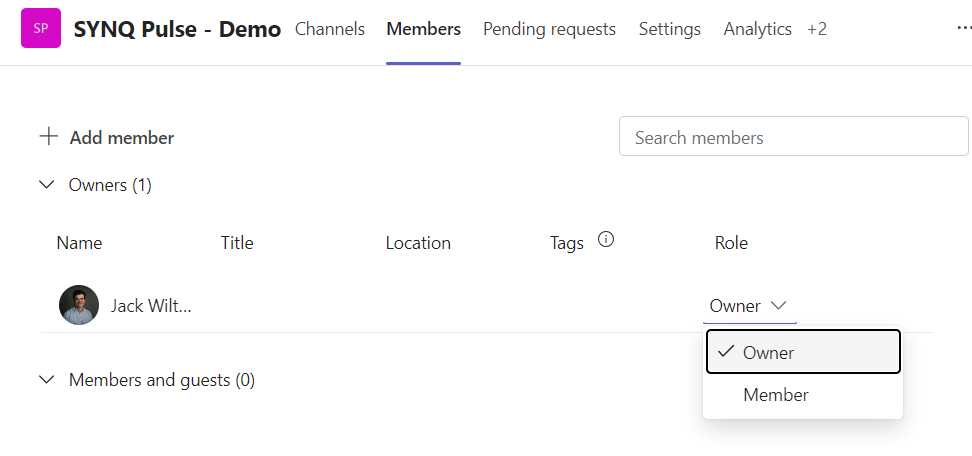 SP SYNQ Pulse - Demo Channels Members Pending requests Settings Analytics +2
Add member Search members
Owners (1)
Name Title Location Tags Role
Jack Wilt... Owner
Owner
Members and guests (0)
Member